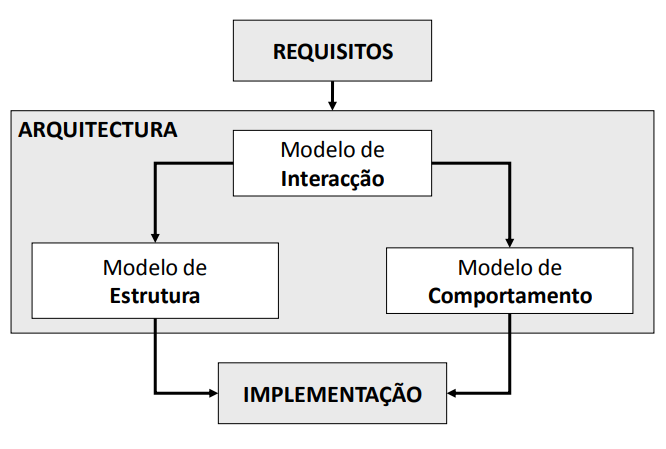 REQUISITOS
ARQUITECTURA
Modelo de
Interacção
Modelo de
Estrutura
Modelo de
Comportamento
IMPLEMENTAÇÃO